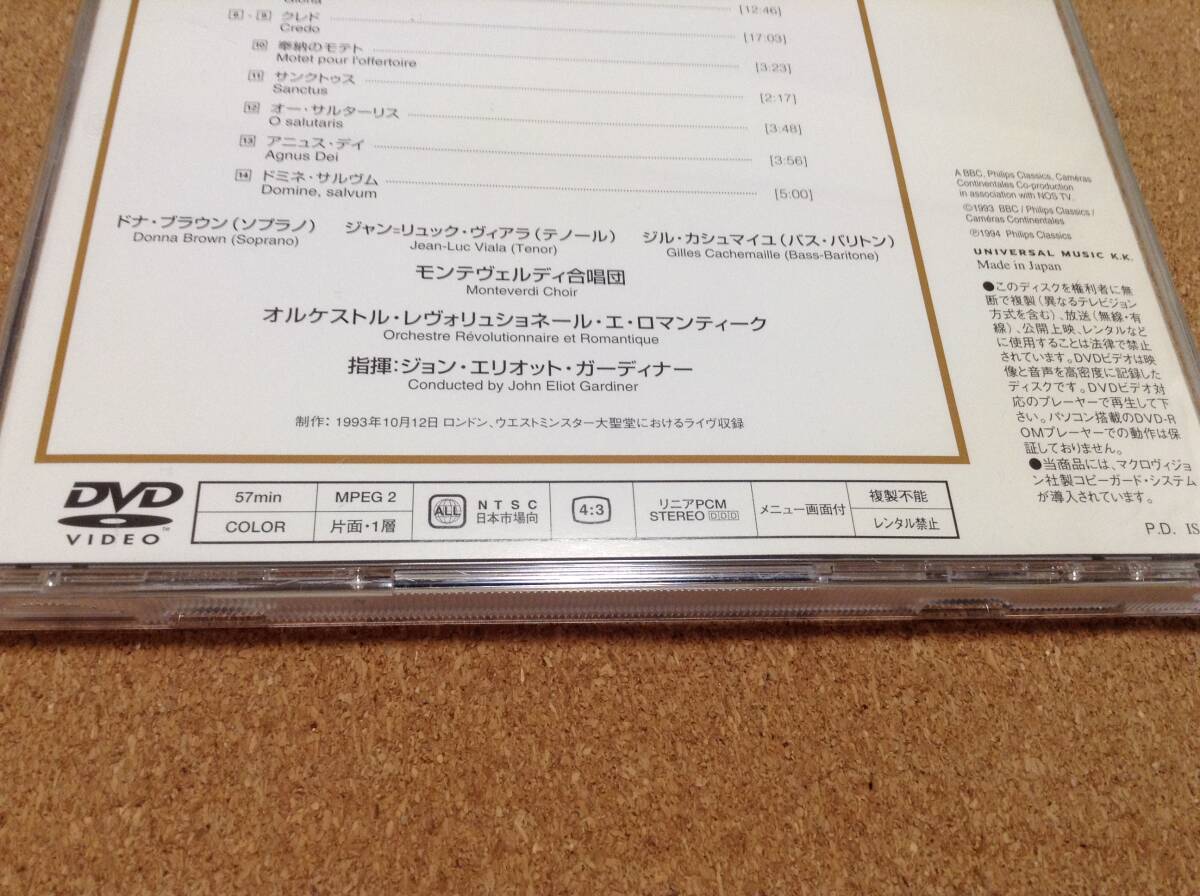 Gloria
[12:46]
6 - 9 クレド
Credo
[17:03]
10 奉納のモテト
Motet pour l'offertoire
[3:23]
11 サンクトゥス
Sanctus
[2:17]
12 オー・サルターリス
O salutaris
[3:48]
13 アニュス・デイ
Agnus Dei
[3:56]
14 ドミネ・サルヴム
Domine, salvum
[5:00]
ドナ・ブラウン(ソプラノ)
Donna Brown (Soprano)
ジャン=リュック・ヴィアラ(テノール)
Jean-Luc Viala (Tenor)
ジル・カシュマイユ(バス・バリトン)
Gilles Cachemaille (Bass-Baritone)
モンテヴェルディ合唱団
Monteverdi Choir
オルケストル・レヴォリュショネール・エ・ロマンティーク
Orchestre Révolutionnaire et Romantique
指揮:ジョン・エリオット・ガーディナー
Conducted by John Eliot Gardiner
制作: 1993年10月12日 ロンドン、ウエストミンスター大聖堂におけるライヴ収録
A BBC, Philips Classics, Caméras
Continentales Co-production
in association with NOS TV.
©1993 BBC / Philips Classics /
Caméras Continentales
℗1994 Philips Classics
UNIVERSAL MUSIC K.K.
Made in Japan
●このディスクを権利者に無
断で複製(異なるテレビジョン
方式を含む)、放送(無線・有
線)、公開上映、レンタルなど
に使用することは法律で禁止
されています。DVDビデオは映
像と音声を高密度に記録した
ディスクです。DVDビデオ対
応のプレーヤーで再生して下
さい。パソコン搭載のDVD-R
OMプレーヤーでの動作は保
証しておりません。
●当商品には、マクロヴィジョ
ン社製コピーガード・システム
が導入されています。
P.D. IS
DVD
VIDEO™
57min
COLOR
MPEG 2
片面・1層
ALL
NTSC
日本市場向
4:3
リニアPCM
STEREO DDD
メニュー画面付
複製不能
レンタル禁止